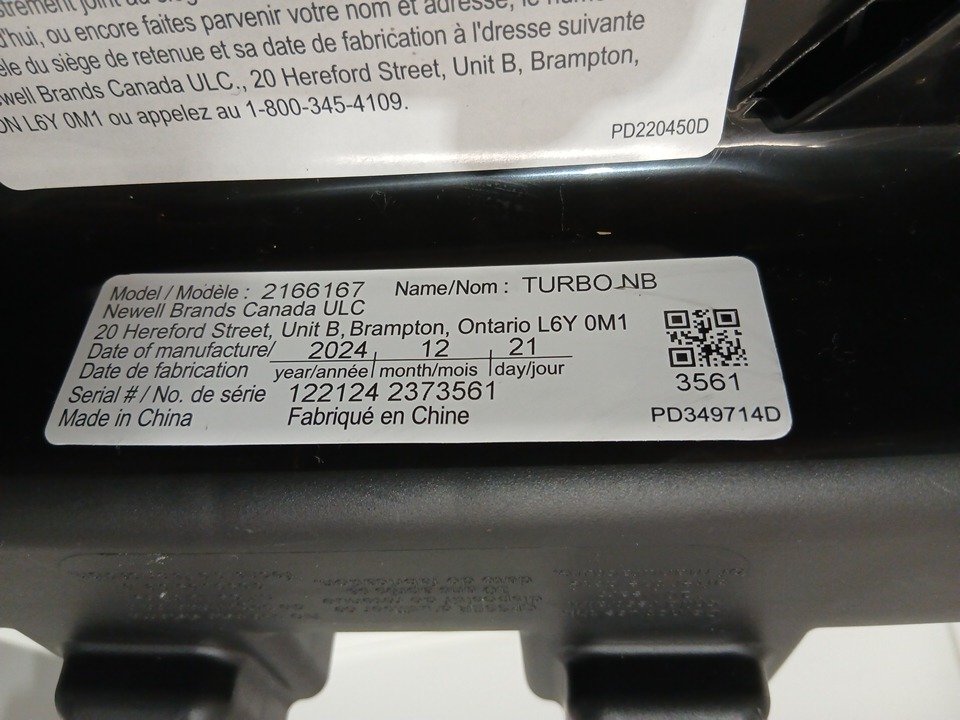 d'hui, ou encore faites parvenir votre nom et adresse, le
du siège de retenue et sa date de fabrication à l'dresse suivante
Brands Canada ULC., 20 Hereford Street, Unit B, Brampton,
ON L6Y 0M1 ou appelez au 1-800-345-4109.
PD220450D
Model / Modèle : 2166167 Name/Nom : TURBO NB
Newell Brands Canada ULC
20 Hereford Street, Unit B, Brampton, Ontario L6Y 0M1
Date of manufacture/ 2024 12 21
Date de fabrication year/année month/mois day/jour
Serial # / No. de série 122124 2373561
3561
Made in China Fabriqué en Chine PD349714D